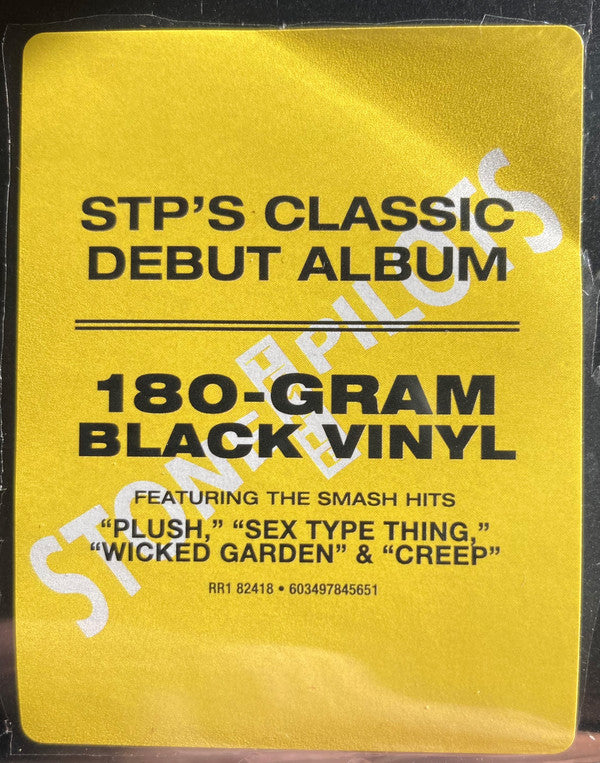 STP'S CLASSIC
DEBUT ALBUM
180-GRAM
BLACK VINYL
FEATURING THE SMASH HITS
“PLUSH,” “SEX TYPE THING,”
“WICKED GARDEN” & “CREEP”
RR1 82418 • 603497845651
STONE TEMPLE PILOTS